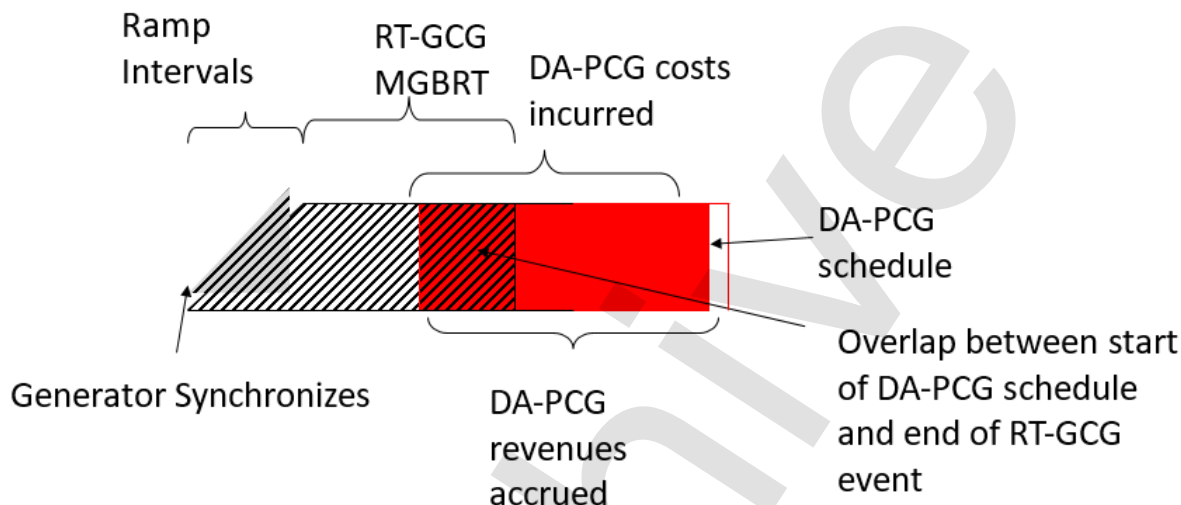 Ramp
Intervals
RT-GCG
MGBRT
DA-PCG costs
incurred
DA-PCG
schedule
Overlap between start
of DA-PCG schedule
and end of RT-GCG
event
Generator Synchronizes
DA-PCG
revenues
accrued
hive